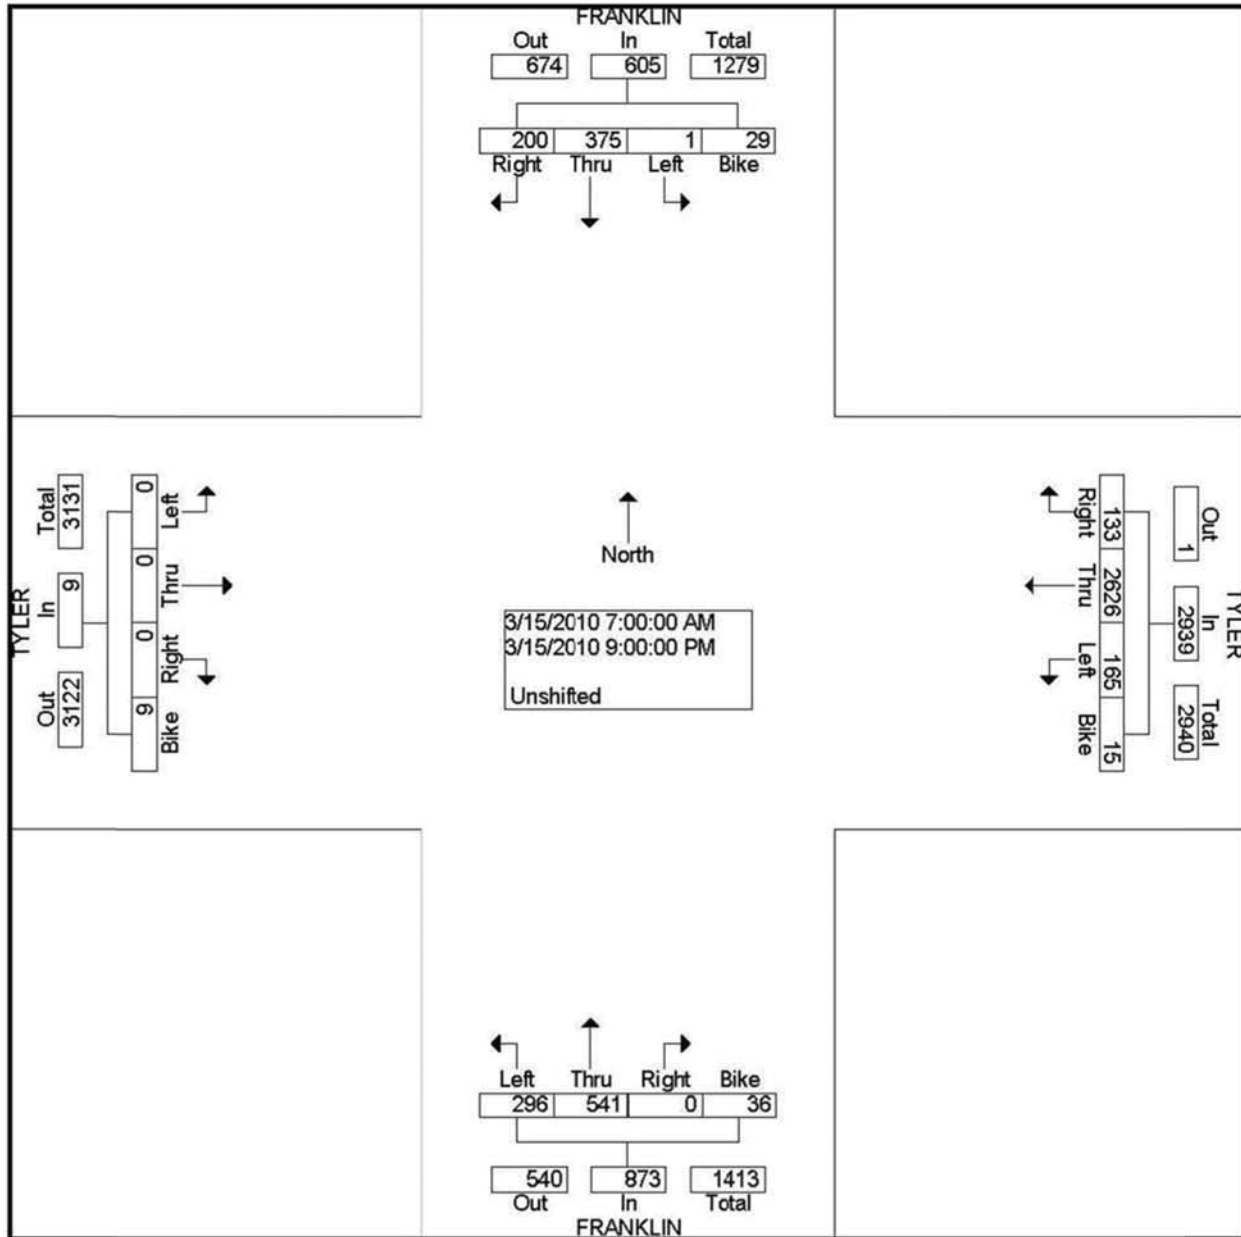 FRANKLIN
Out In Total
674 605 1279
200 375 1 29
Right Thru Left Bike
TYLER
Total In Out
3131 9 3122
0 0 0 9
Left Thru Right Bike
North
3/15/2010 7:00:00 AM
3/15/2010 9:00:00 PM
Unshifted
Right Thru Left Bike
133 2626 165 15
Out In Total
1 2939 2940
TYLER
Left Thru Right Bike
296 541 0 36
540 873 1413
Out In Total
FRANKLIN